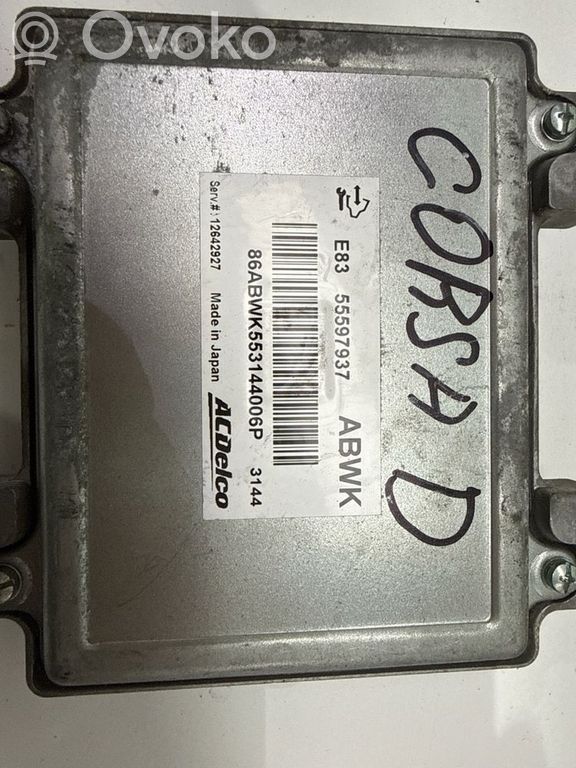 Ovoko
CORSA D
E83 55597937 ABWK
86ABWK553144006P 3144
Serv.#: 12642927 Made in Japan ACDelco